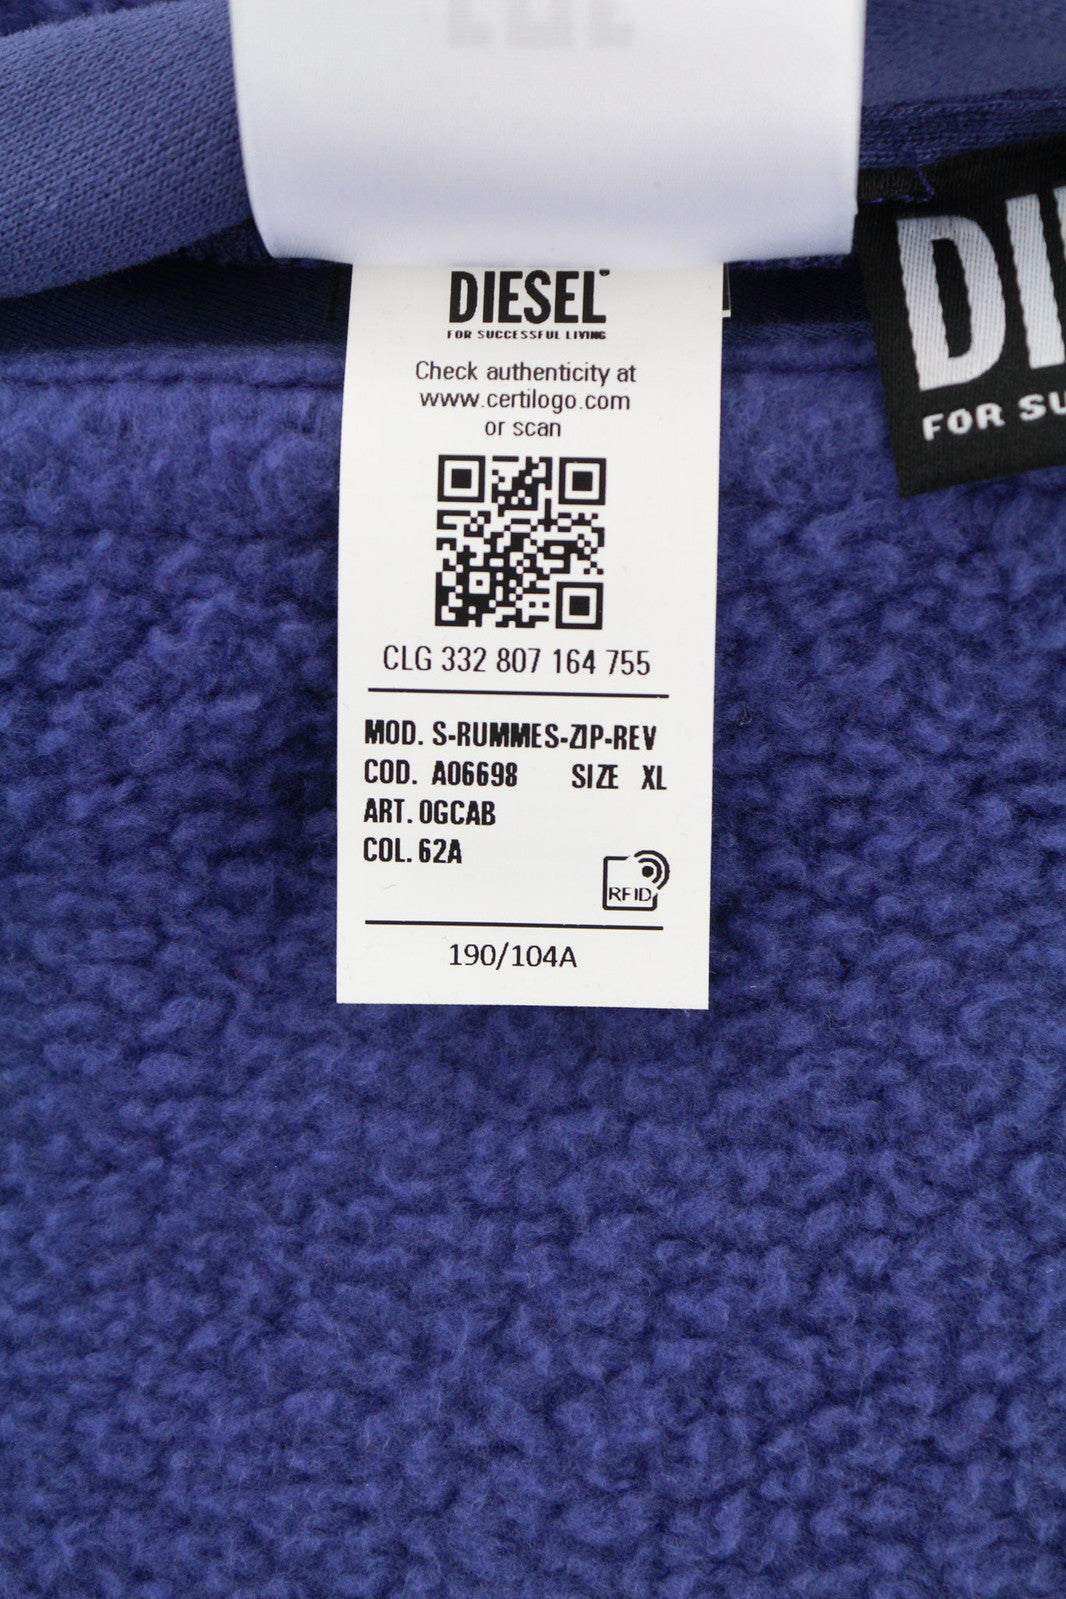 DIESEL
FOR SUCCESSFUL LIVING
Check authenticity at
www.certilogo.com
or scan
CLG 332 807 164 755
MOD. S-RUMMES-ZIP-REV
COD. A06698 SIZE XL
ART. 0GCAB
COL. 62A
RFID
190/104A
DI
FOR SU